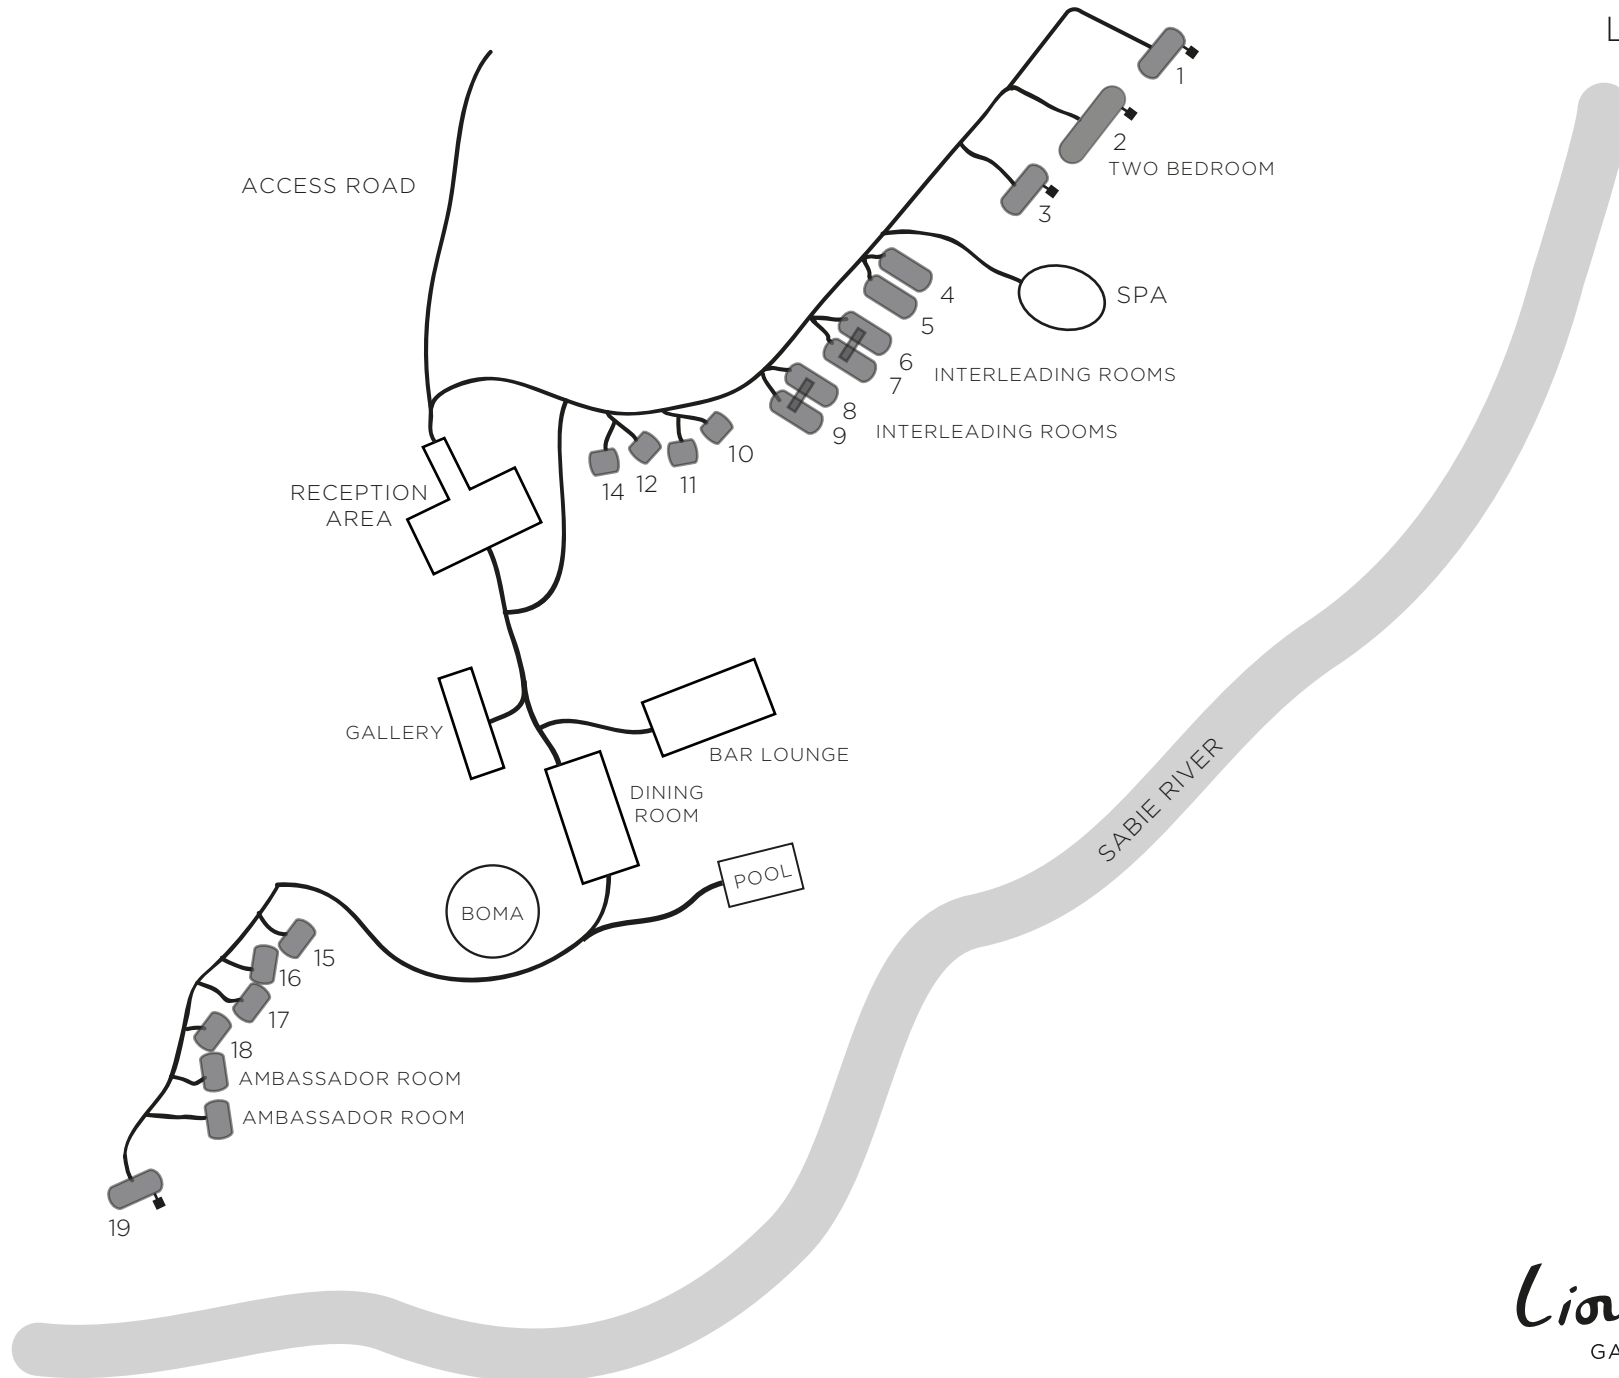 L
1
2
TWO BEDROOM
ACCESS ROAD
3
SPA
4
5
6
INTERLEADING ROOMS
7
8
INTERLEADING ROOMS
9
10
11
12
14
RECEPTION
AREA
GALLERY
BAR LOUNGE
DINING
ROOM
SABIE RIVER
POOL
BOMA
15
16
17
18
AMBASSADOR ROOM
AMBASSADOR ROOM
19
GA